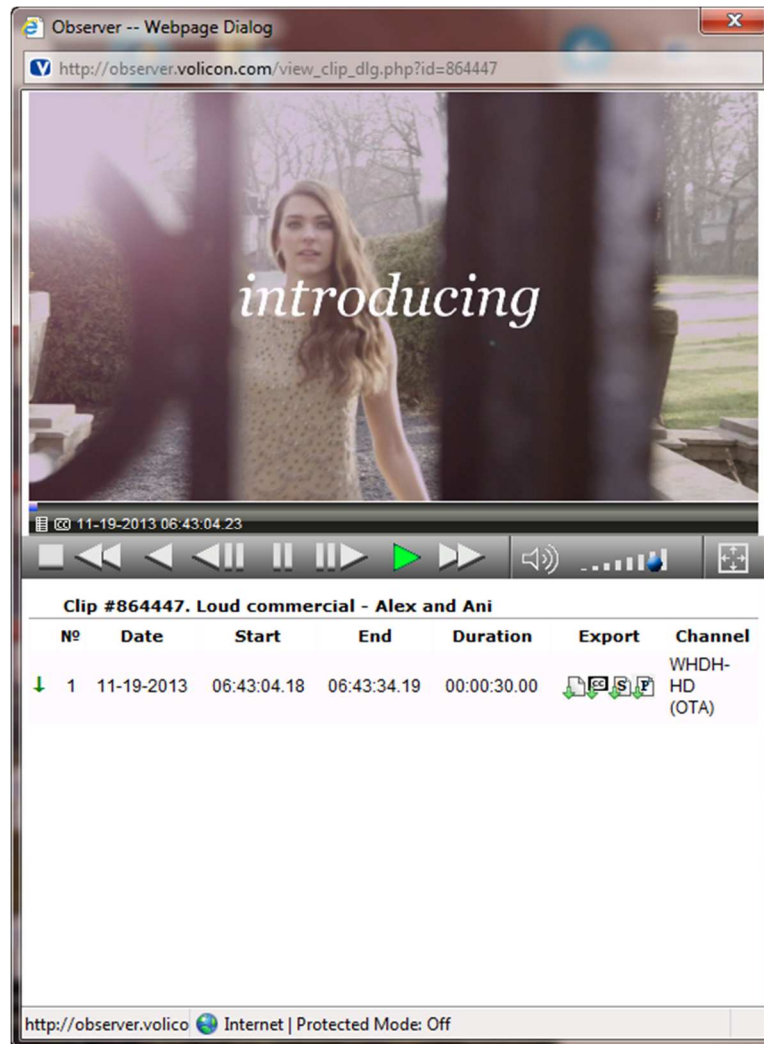 Observer -- Webpage Dialog
http://observer.volicon.com/view_clip_dlg.php?id=864447
introducing
CC 11-19-2013 06:43:04.23
Clip #864447. Loud commercial - Alex and Ani
Nº Date Start End Duration Export Channel
1 11-19-2013 06:43:04.18 06:43:34.19 00:00:30.00 CC S P WHDH-
HD
(OTA)
http://observer.volico Internet | Protected Mode: Off